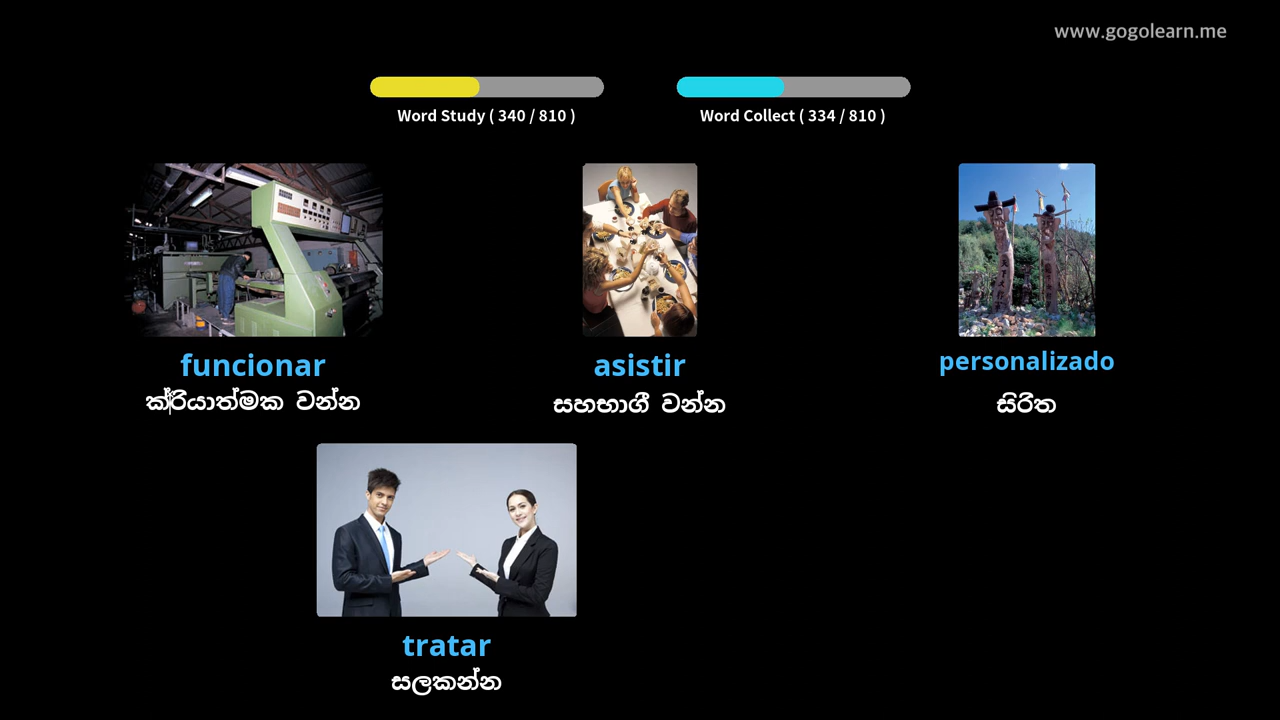 www.gogolearn.me
Word Study ( 340 / 810 )
Word Collect ( 334 / 810 )
funcionar
ක්රියාත්මක වන්න
asistir
සහභාගී වන්න
personalizado
සිරිත
tratar
සලකන්න